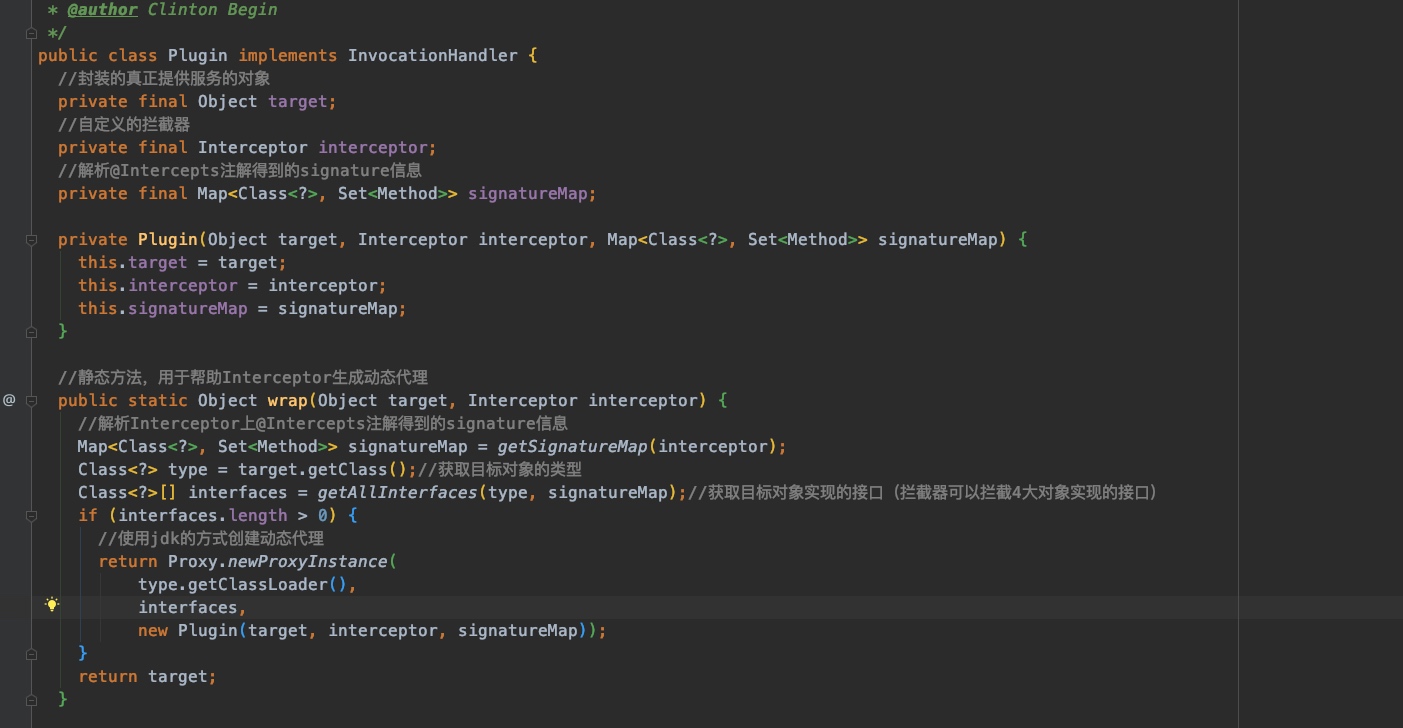 * @author Clinton Begin
*/
public class Plugin implements InvocationHandler {
//封装的真正提供服务的对象
private final Object target;
//自定义的拦截器
private final Interceptor interceptor;
//解析@Intercepts注解得到的signature信息
private final Map<Class<?>, Set<Method>> signatureMap;
private Plugin(Object target, Interceptor interceptor, Map<Class<?>, Set<Method>> signatureMap) {
this.target = target;
this.interceptor = interceptor;
this.signatureMap = signatureMap;
}
//静态方法，用于帮助Interceptor生成动态代理
@ public static Object wrap(Object target, Interceptor interceptor) {
//解析Interceptor上@Intercepts注解得到的signature信息
Map<Class<?>, Set<Method>> signatureMap = getSignatureMap(interceptor);
Class<?> type = target.getClass();//获取目标对象的类型
Class<?>[] interfaces = getAllInterfaces(type, signatureMap);//获取目标对象实现的接口（拦截器可以拦截4大对象实现的接口）
if (interfaces.length > 0) {
//使用jdk的方式创建动态代理
return Proxy.newProxyInstance(
type.getClassLoader(),
interfaces,
new Plugin(target, interceptor, signatureMap));
}
return target;
}